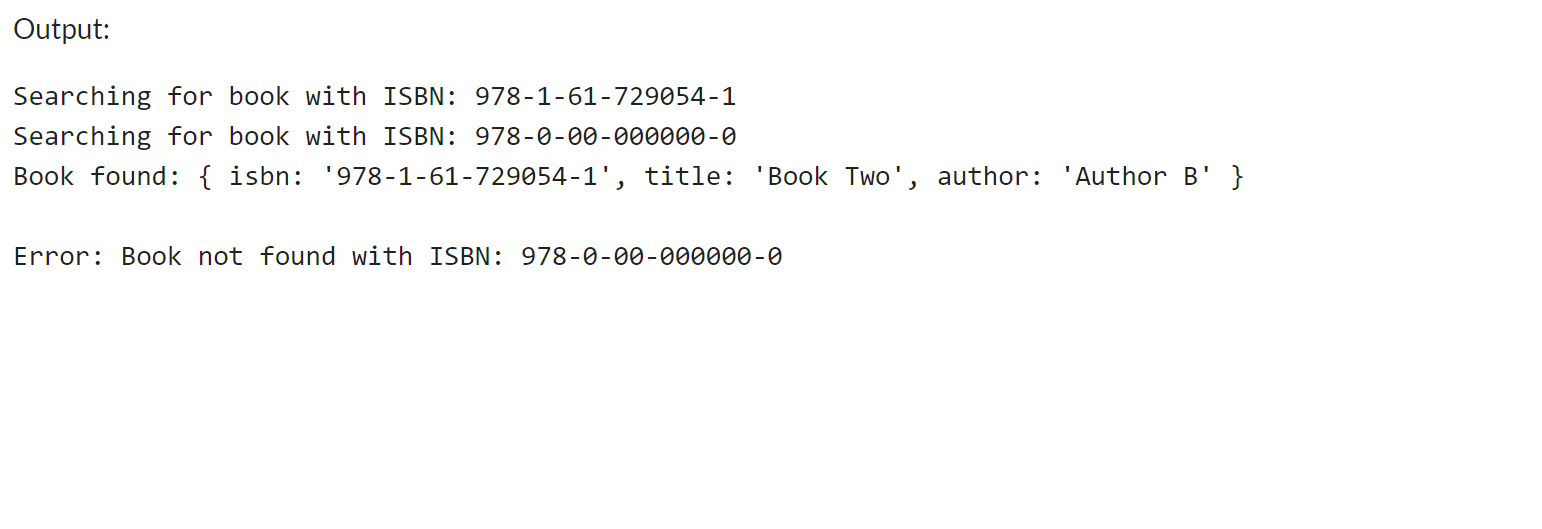 Output:
Searching for book with ISBN: 978-1-61-729054-1
Searching for book with ISBN: 978-0-00-000000-0
Book found: { isbn: '978-1-61-729054-1', title: 'Book Two', author: 'Author B' }
Error: Book not found with ISBN: 978-0-00-000000-0